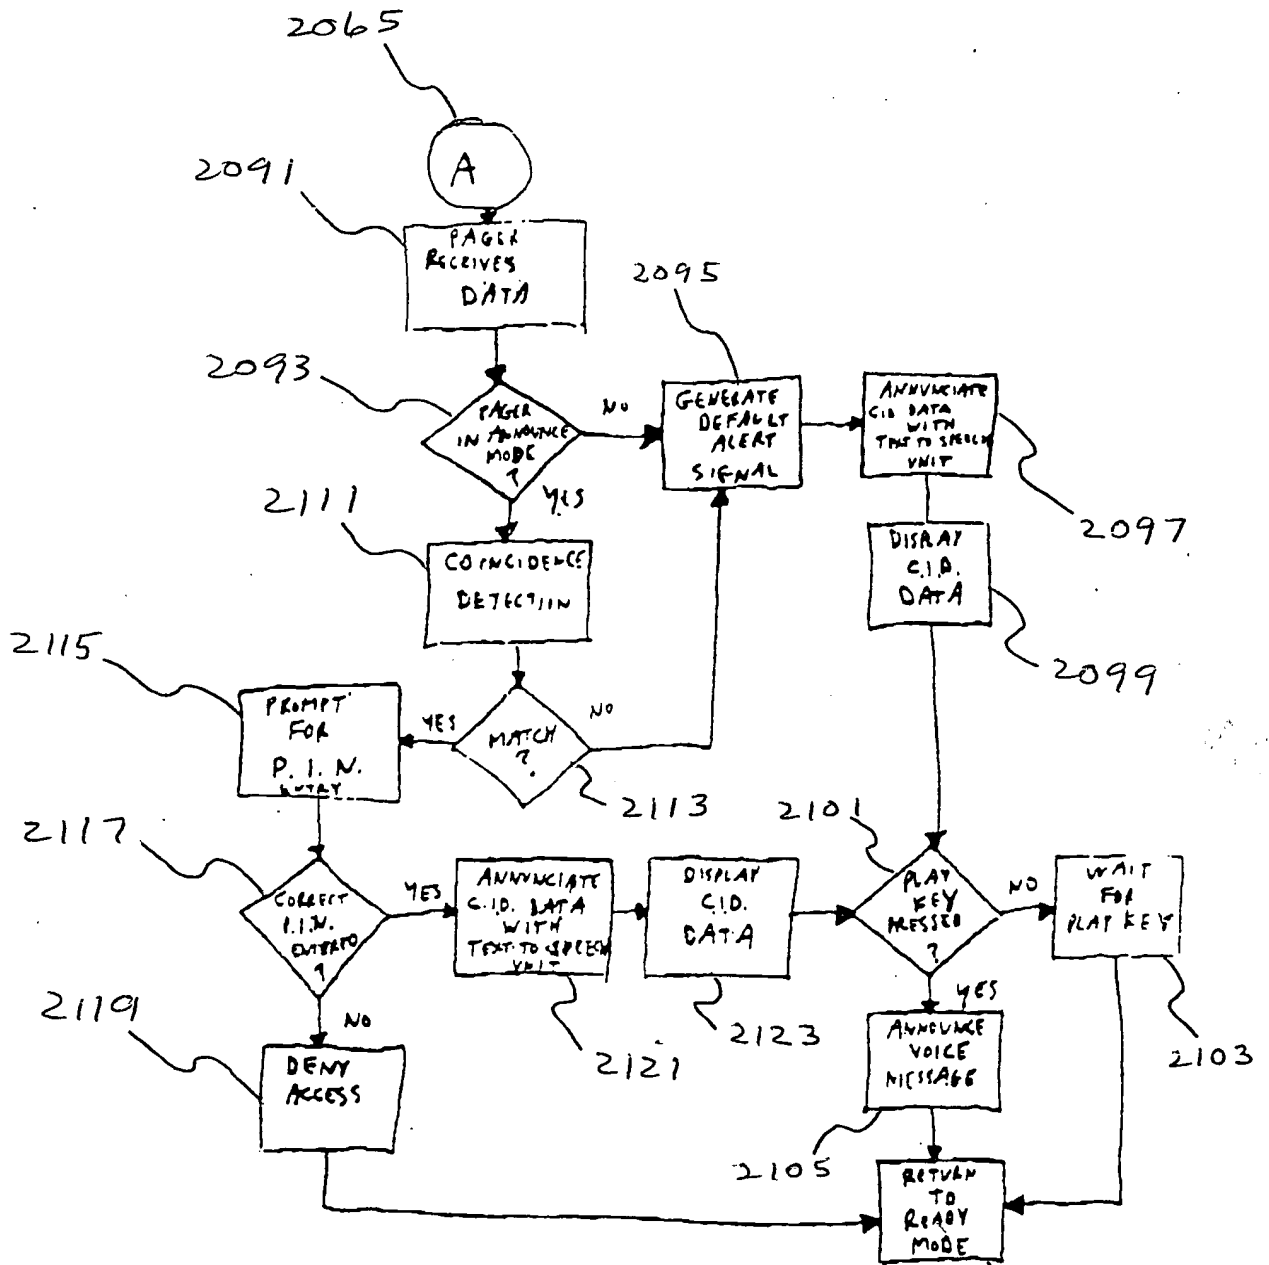 2065
A
2091
PAGER
RECEIVES
DATA
2095
2093
PAGER
IN ANNOUNCE
MODE
?
NO
YES
GENERATE
DEFAULT
ALERT
SIGNAL
ANNUNCIATE
C.I.D. DATA
WITH
TEXT TO SPEECH
UNIT
2097
2111
COINCIDENCE
DETECTION
DISPLAY
C.I.D.
DATA
2099
2115
PROMPT
FOR
P. I. N.
ENTRY
YES
MATCH
?
NO
2113
2117
CORRECT
P.I.N.
ENTERED
?
YES
NO
ANNUNCIATE
C.I.D. DATA
WITH
TEXT TO SPEECH
UNIT
2121
DISPLAY
C.I.D.
DATA
2123
2101
PLAY
KEY
PRESSED
?
NO
YES
WAIT
FOR
PLAY KEY
2103
2119
DENY
ACCESS
ANNOUNCE
VOICE
MESSAGE
2105
RETURN
TO
READY
MODE